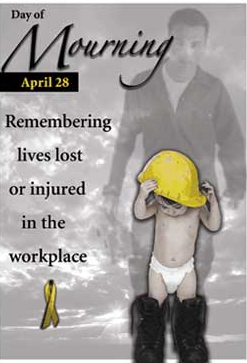 Day of
Mourning
April 28
Remembering
lives lost
or injured
in the
workplace